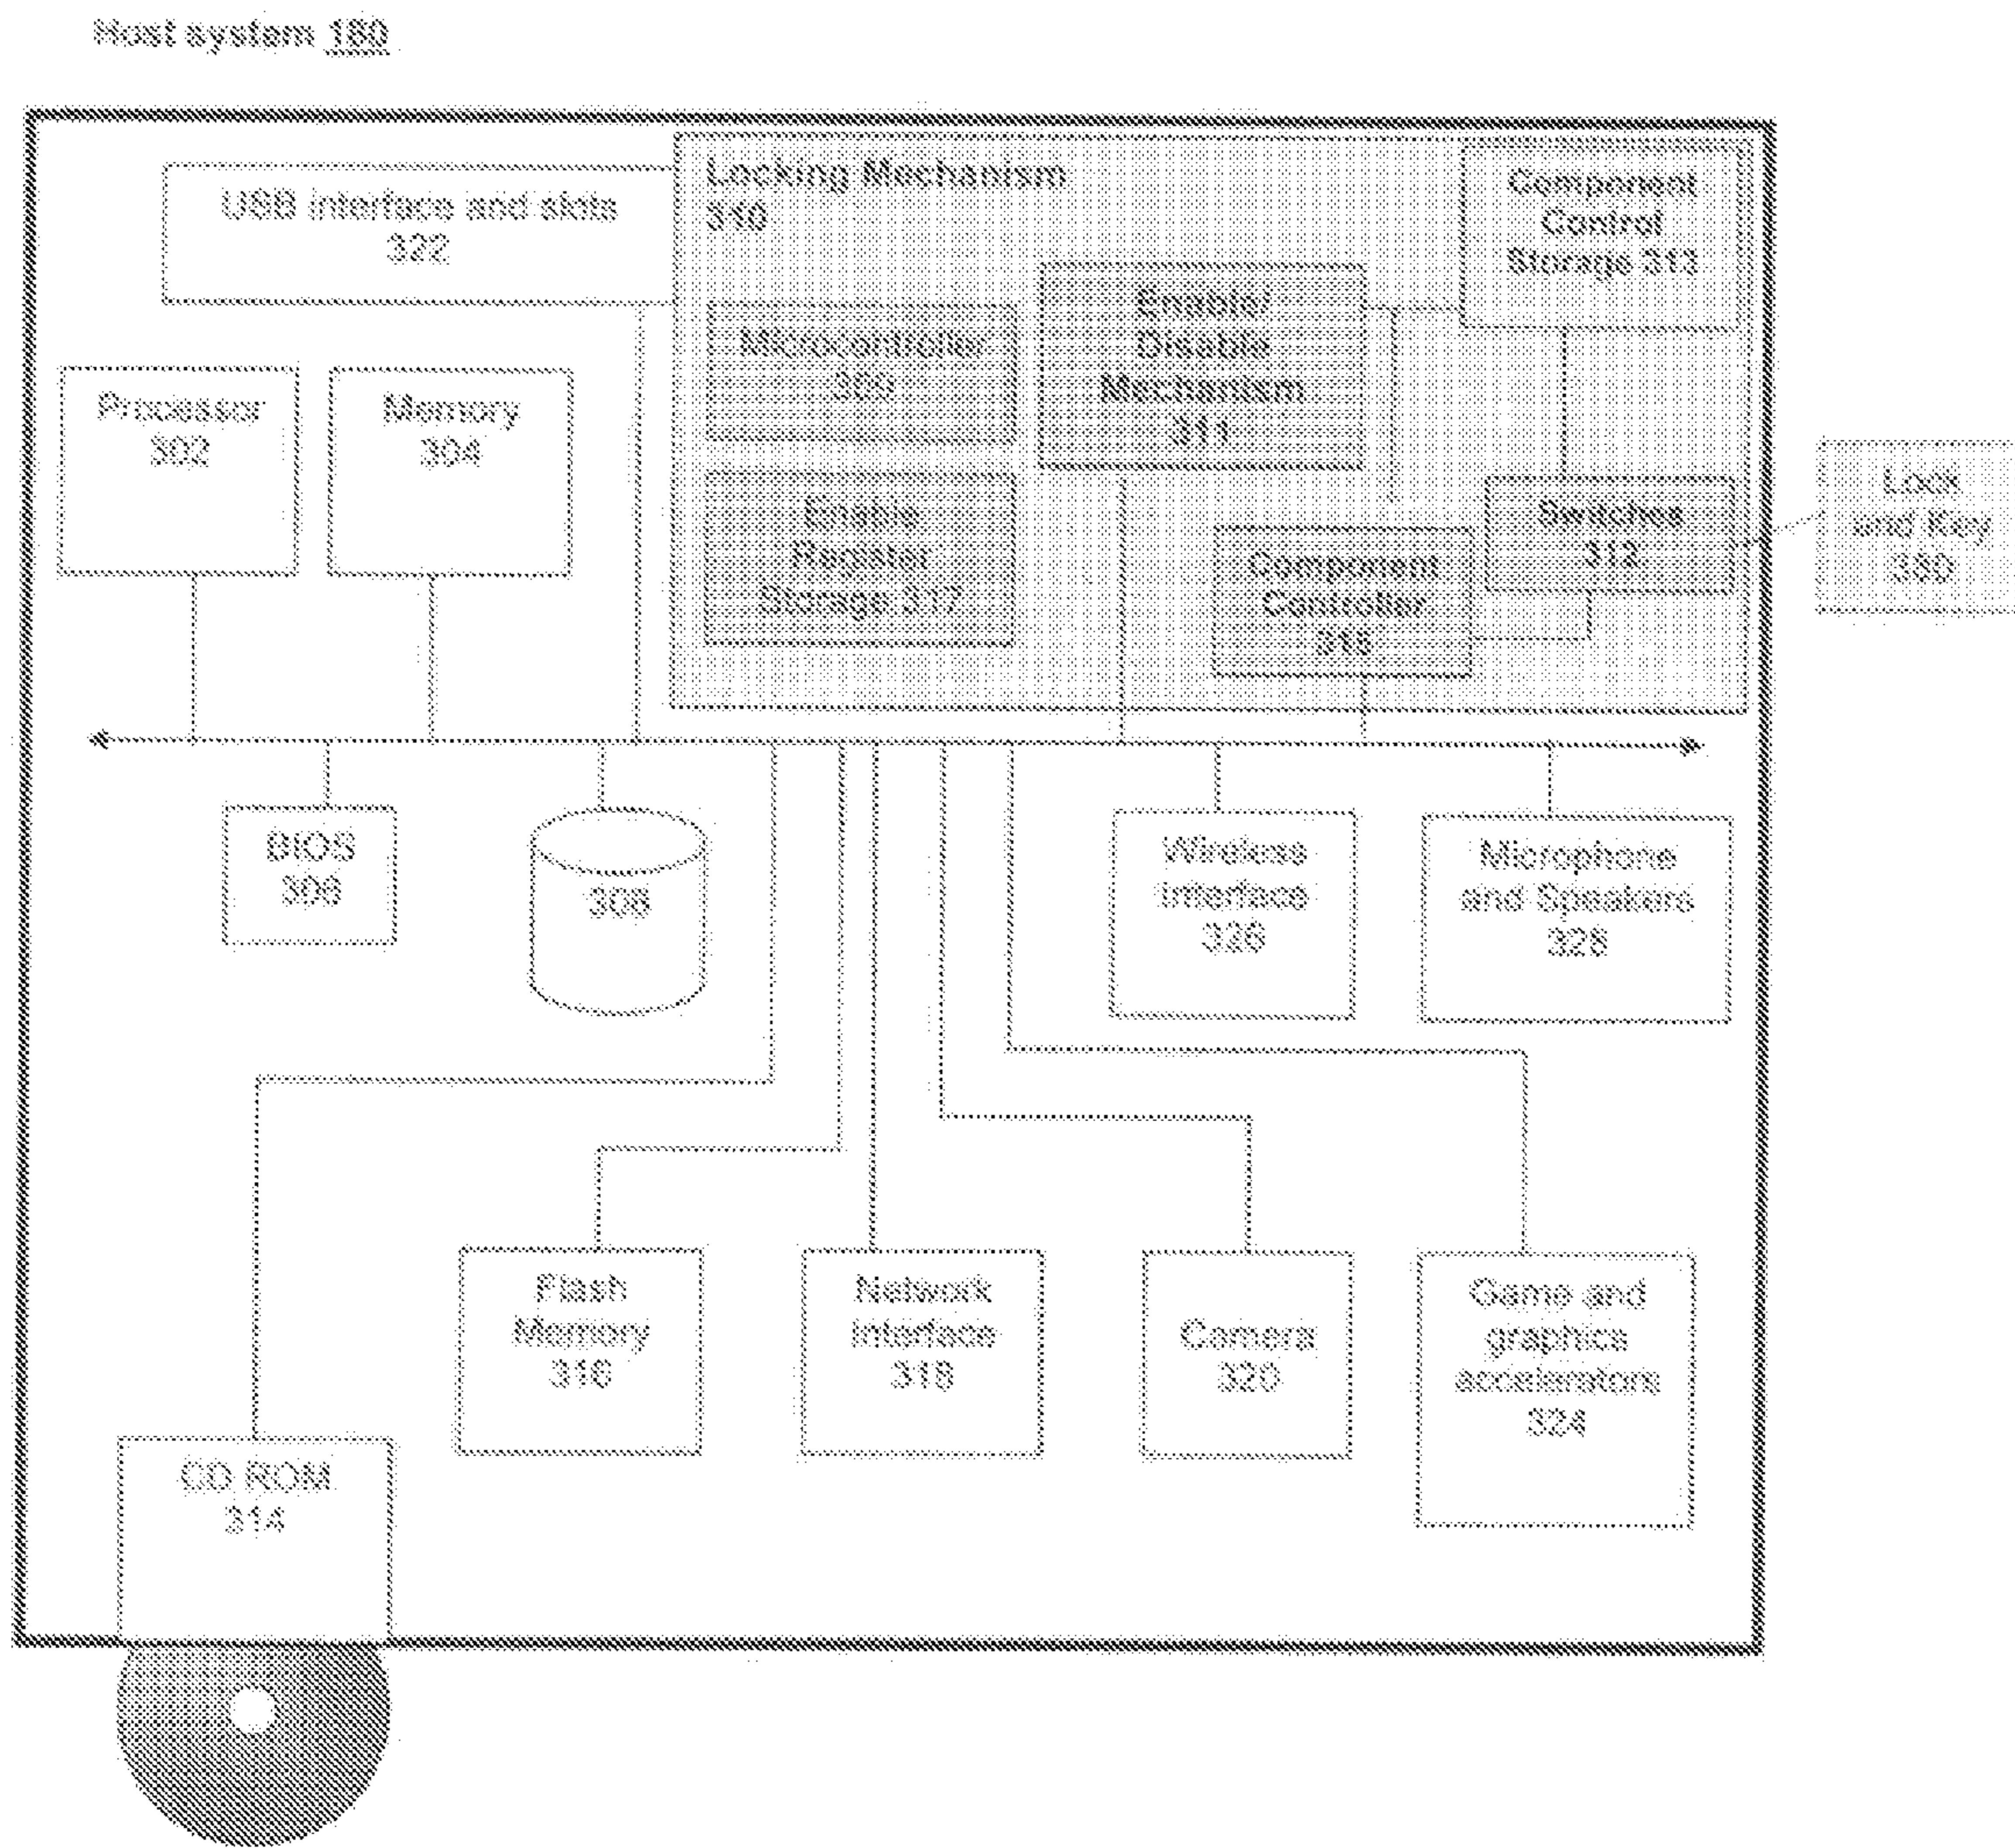 Host system 180
USB interface and slots
322
Locking Mechanism
310
Component
Control
Storage 313
Enable/
Disable
Mechanism
311
Microcontroller
309
Processor
302
Memory
304
Enable
Register
Storage 317
Switches
312
Component
Controller
Lock
and Key
BIOS
306
308
Wireless
interface
326
Microphone
and Speakers
328
Flash
Memory
316
Network
interface
318
Camera
320
Game and
graphics
accelerators
324
CD ROM
314